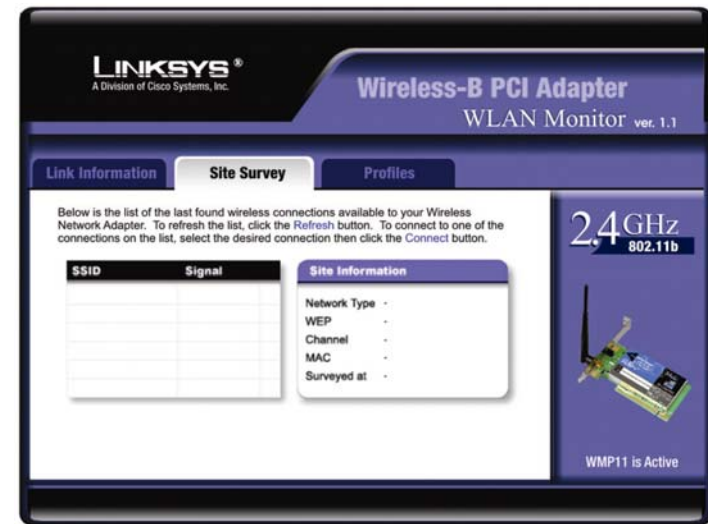 LINKSYS®
A Division of Cisco Systems, Inc.
Wireless-B PCI Adapter
WLAN Monitor ver. 1.1
Link Information Site Survey Profiles
Below is the list of the last found wireless connections available to your Wireless
Network Adapter. To refresh the list, click the Refresh button. To connect to one of the
connections on the list, select the desired connection then click the Connect button.
SSID Signal
Site Information
Network Type -
WEP -
Channel -
MAC -
Surveyed at -
2.4GHz
802.11b
WMP11 is Active